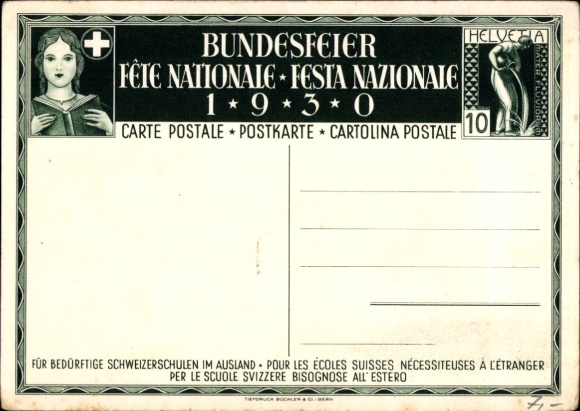 BUNDESFEIER
FÊTE NATIONALE ★ FESTA NAZIONALE
1 ★ 9 ★ 3 ★ 0
HELVETIA
10
CARTE POSTALE ★ POSTKARTE ★ CARTOLINA POSTALE
FÜR BEDÜRFTIGE SCHWEIZERSCHULEN IM AUSLAND • POUR LES ÉCOLES SUISSES NÉCESSITEUSES À L'ÉTRANGER
PER LE SCUOLE SVIZZERE BISOGNOSE ALL'ESTERO
TIEFDRUCK BÜCHLER & Co / BERN